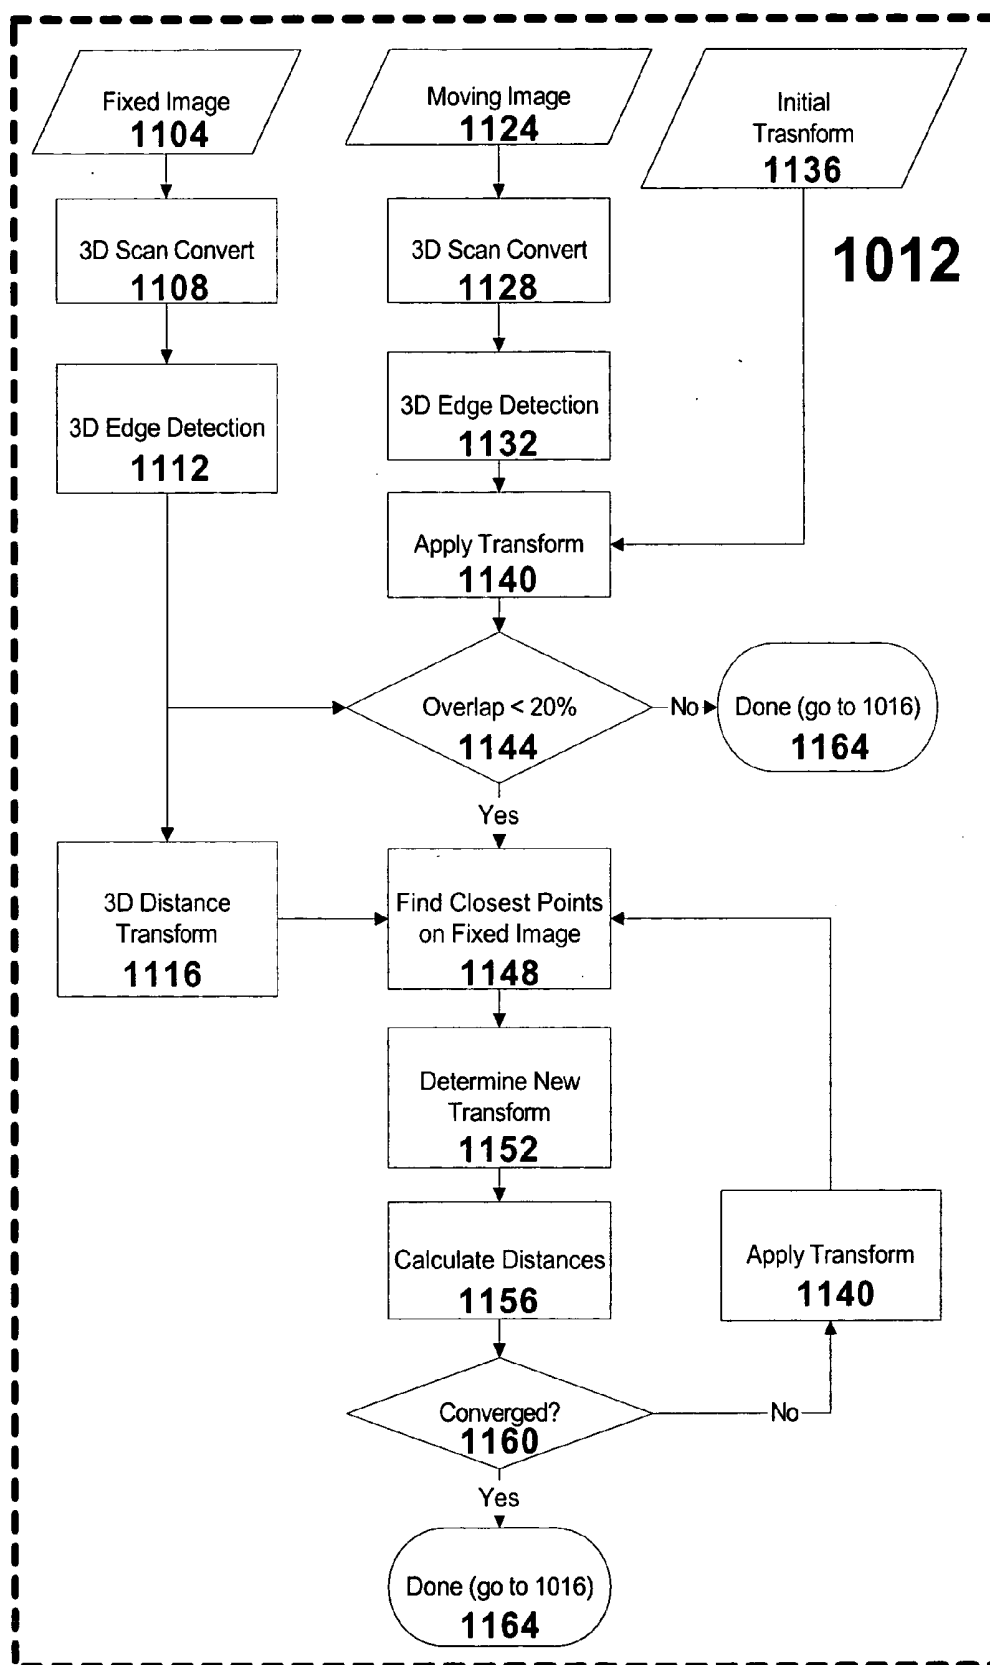 Fixed Image
1104
Moving Image
1124
Initial
Trasnform
1136
1012
3D Scan Convert
1108
3D Scan Convert
1128
3D Edge Detection
1112
3D Edge Detection
1132
Apply Transform
1140
Overlap < 20%
1144
No
Done (go to 1016)
1164
Yes
3D Distance
Transform
1116
Find Closest Points
on Fixed Image
1148
Determine New
Transform
1152
Calculate Distances
1156
Apply Transform
1140
Converged?
1160
No
Yes
Done (go to 1016)
1164